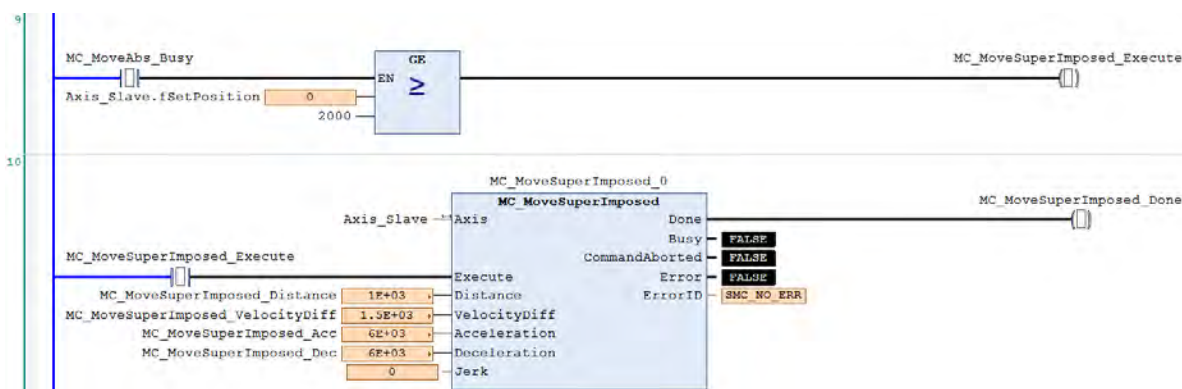 9
MC_MoveAbs_Busy
GE
MC_MoveSuperImposed_Execute
EN
≥
Axis_Slave.fSetPosition 0
2000
10
MC_MoveSuperImposed_0
MC_MoveSuperImposed
MC_MoveSuperImposed_Done
Axis_Slave Axis Done
Busy FALSE
MC_MoveSuperImposed_Execute CommandAborted FALSE
Execute Error FALSE
MC_MoveSuperImposed_Distance 1E+03 Distance ErrorID SMC_NO_ERR
MC_MoveSuperImposed_VelocityDiff 1.5E+03 VelocityDiff
MC_MoveSuperImposed_Acc 6E+03 Acceleration
MC_MoveSuperImposed_Dec 6E+03 Deceleration
0 Jerk